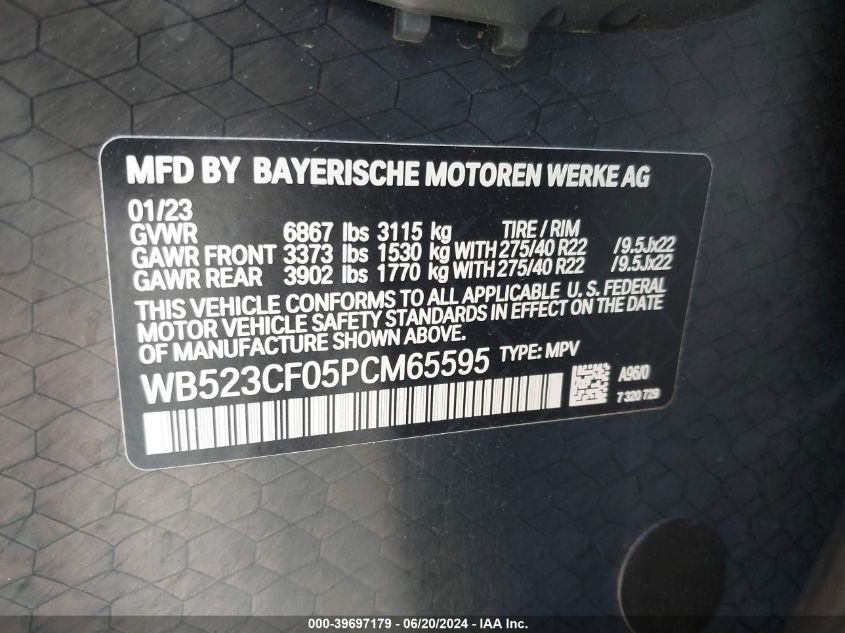 MFD BY BAYERISCHE MOTOREN WERKE AG
01/23
GVWR 6867 lbs 3115 kg TIRE / RIM
GAWR FRONT 3373 lbs 1530 kg WITH 275/40 R22 /9.5Jx22
GAWR REAR 3902 lbs 1770 kg WITH 275/40 R22 /9.5Jx22
THIS VEHICLE CONFORMS TO ALL APPLICABLE U. S. FEDERAL
MOTOR VEHICLE SAFETY STANDARDS IN EFFECT ON THE DATE
OF MANUFACTURE SHOWN ABOVE.
WB523CF05PCM65595 TYPE: MPV
A96/0
7 320 729
000-39697179 - 06/20/2024 - IAA Inc.